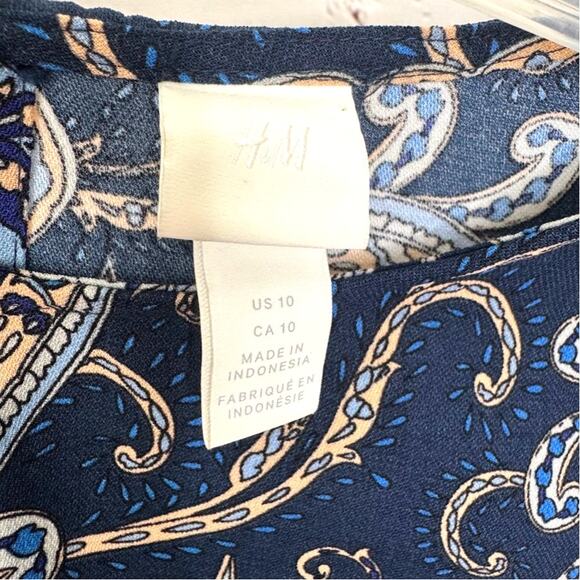 H&M
US 10
CA 10
MADE IN
INDONESIA
FABRIQUÉ EN
INDONÉSIE